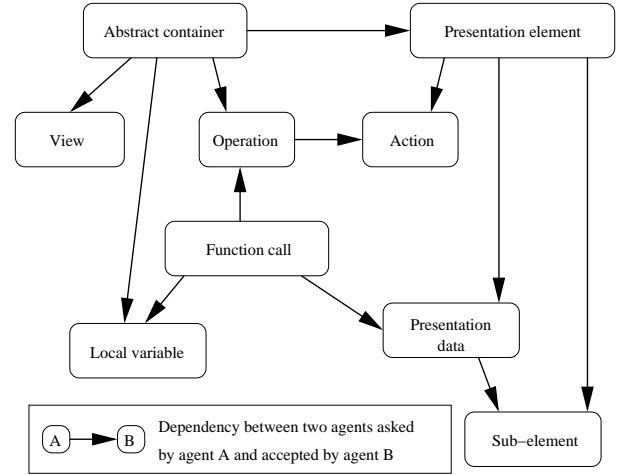 Abstract container
Presentation element
View
Operation
Action
Function call
Local variable
Presentation
data
Sub-element
A
B
Dependency between two agents asked
by agent A and accepted by agent B